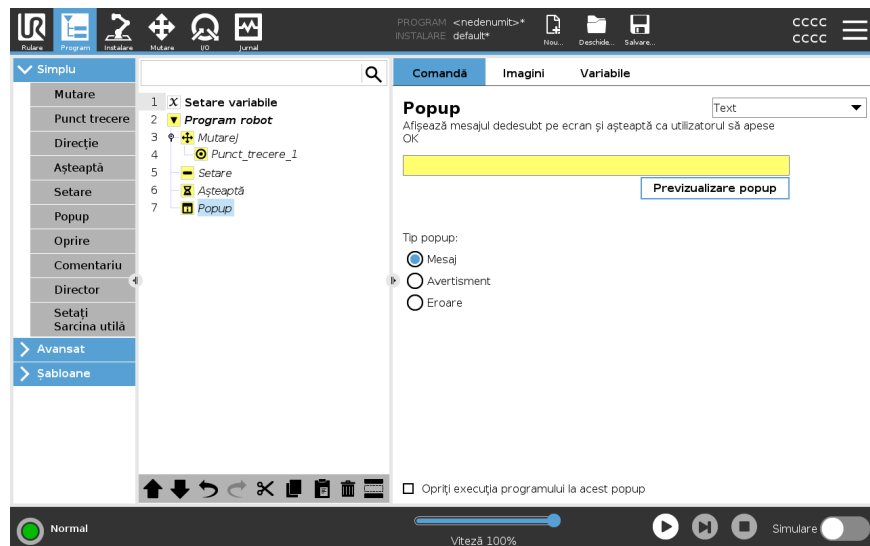 Rulare
Program
Instalare
Mutare
I/O
Jurnal
PROGRAM <nedenumit>*
INSTALARE default*
Nou...
Deschide...
Salvare...
CCCC
CCCC
Simplu
Mutare
Punct trecere
Direcție
Așteaptă
Setare
Popup
Oprire
Comentariu
Director
Setați
Sarcina utilă
Avansat
Șabloane
1 X Setare variabile
2 Program robot
3 MutareJ
4 Punct_trecere_1
5 Setare
6 Așteaptă
7 Popup
Comandă
Imagini
Variabile
Popup
Text
Afișează mesajul dedesubt pe ecran și așteaptă ca utilizatorul să apese
OK
Previzualizare popup
Tip popup:
Mesaj
Avertisment
Eroare
Opriți execuția programului la acest popup
Normal
Viteză 100%
Simulare